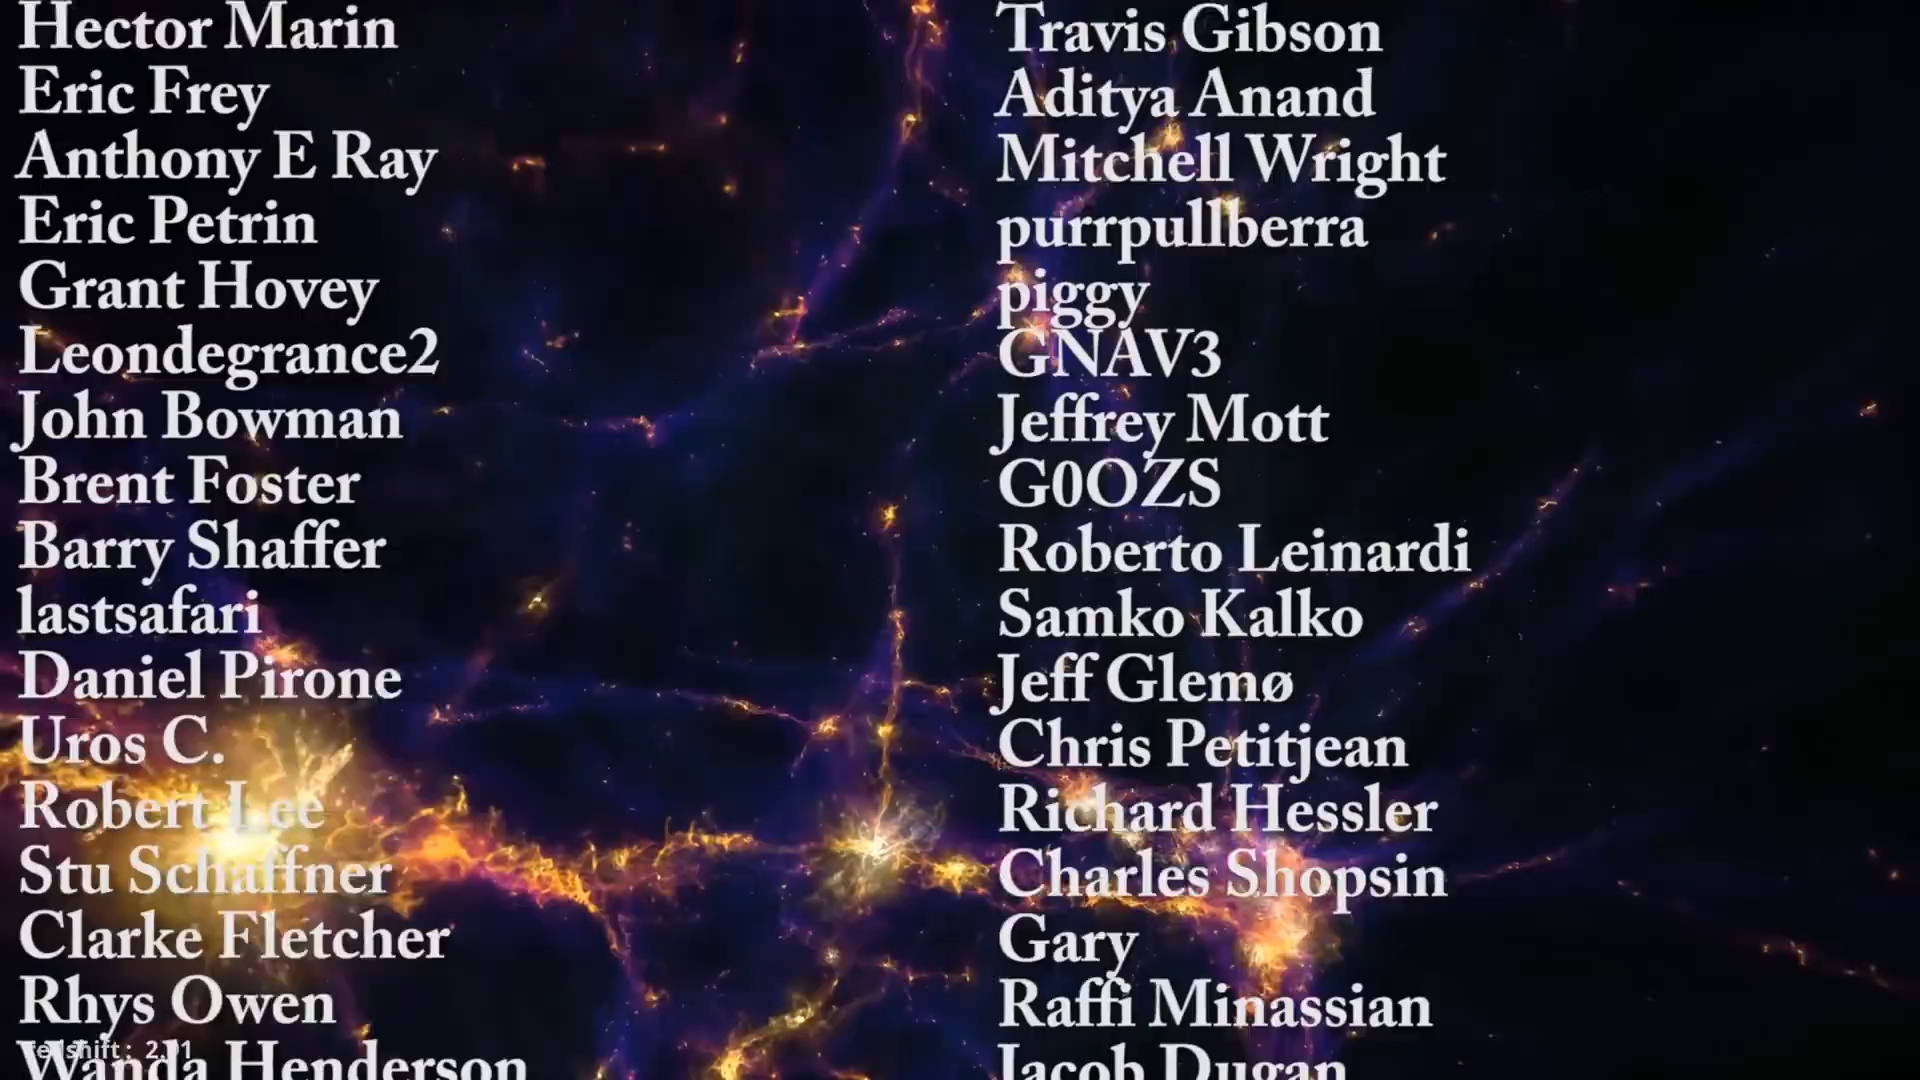 Hector Marin
Eric Frey
Anthony E Ray
Eric Petrin
Grant Hovey
Leondegrance2
John Bowman
Brent Foster
Barry Shaffer
lastsafari
Daniel Pirone
Uros C.
Robert Lee
Stu Schaffner
Clarke Fletcher
Rhys Owen
redshift : 2.01
Wanda Henderson
Travis Gibson
Aditya Anand
Mitchell Wright
purrpullberra
piggy
GNAV3
Jeffrey Mott
G0OZS
Roberto Leinardi
Samko Kalko
Jeff Glemø
Chris Petitjean
Richard Hessler
Charles Shopsin
Gary
Raffi Minassian
Jacob Dugan